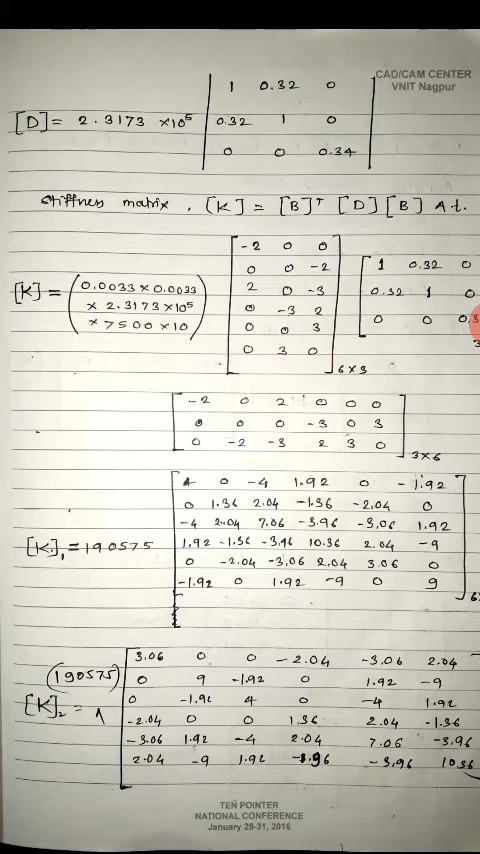 CAD/CAM CENTER
VNIT Nagpur
1 0.32 0
[D] = 2.3173 ×10⁵ 0.32 1 0
0 0 0.34
Stiffness matrix, [K] = [B]ᵀ [D] [B] A t.
-2 0 0
0 0 -2 1 0.32 0
[K] = 0.0033 × 0.0033 2 0 -3 0.32 1 0
× 2.3173 × 10⁵ 0 -3 2 0 0
× 7500 × 10 0 0 3
0 3 0
6×3
-2 0 2 0 0 0
0 0 0 -3 0 3
0 -2 -3 2 3 0
3×6
4 0 -4 1.92 0 -1.92
0 1.36 2.04 -1.36 -2.04 0
-4 2.04 7.06 -3.96 -3.06 1.92
[K]₁ = 190575 1.92 -1.36 -3.96 10.36 2.04 -9
0 -2.04 -3.06 2.04 3.06 0
-1.92 0 1.92 -9 0 9
3.06 0 0 -2.04 -3.06 2.04
(190575) 0 9 -1.92 0 1.92 -9
[K]₂ = 0 -1.92 4 0 -4 1.92
-2.04 0 0 1.36 2.04 -1.36
-3.06 1.92 -4 2.04 7.06 -3.96
2.04 -9 1.92 -3.96 10.36
TEN POINTER
NATIONAL CONFERENCE
January 29-31, 2016